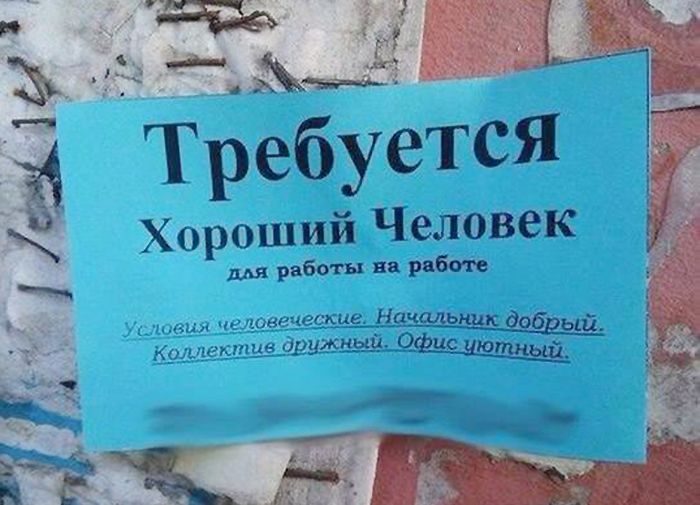 Требуется
Хороший Человек
для работы на работе
Условия человеческие. Начальник добрый.
Коллектив дружный. Офис уютный.